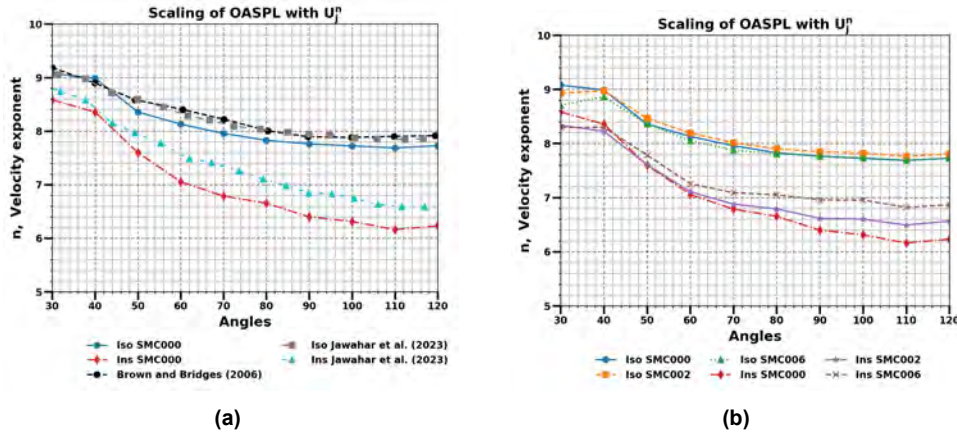 Scaling of OASPL with U_j^n
n, Velocity exponent
10
9
8
7
6
5
30 40 50 60 70 80 90 100 110 120
Angles
Iso SMC000
Ins SMC000
Brown and Bridges (2006)
Iso Jawahar et al. (2023)
Ins Jawahar et al. (2023)
(a)
Scaling of OASPL with U_j^n
n, Velocity exponent
10
9
8
7
6
5
30 40 50 60 70 80 90 100 110 120
Angles
Iso SMC000
Iso SMC002
Iso SMC006
Ins SMC000
Ins SMC002
Ins SMC006
(b)